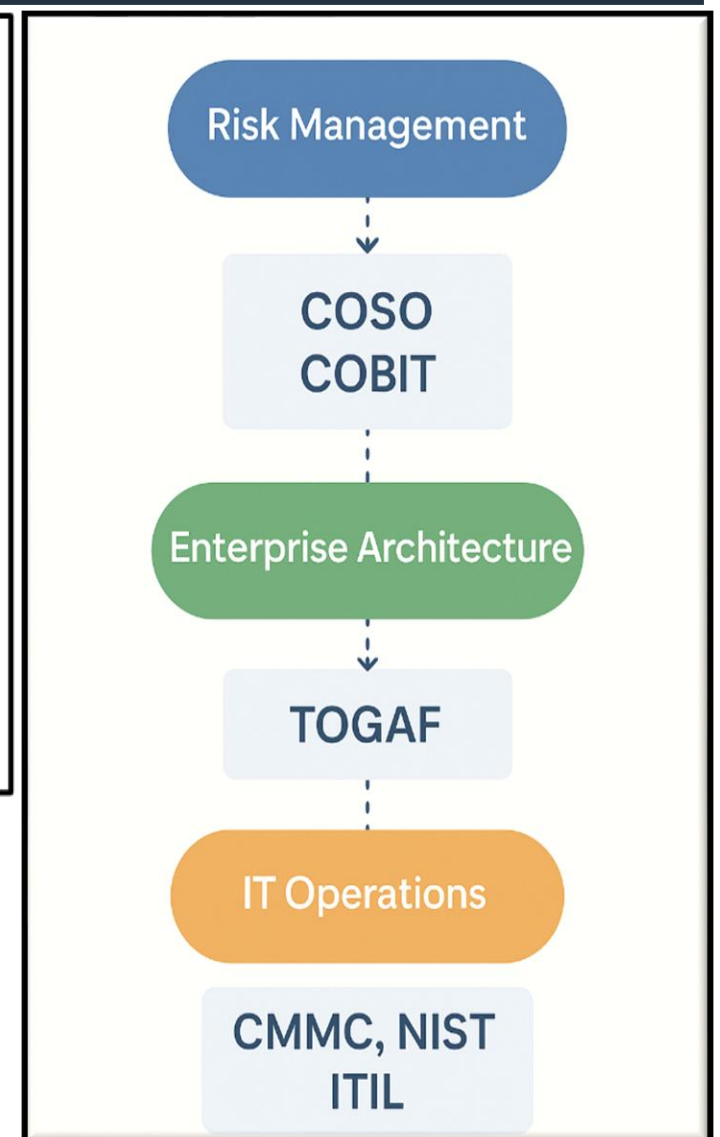 Risk Management
COSO
COBIT
Enterprise Architecture
TOGAF
IT Operations
CMMC, NIST
ITIL